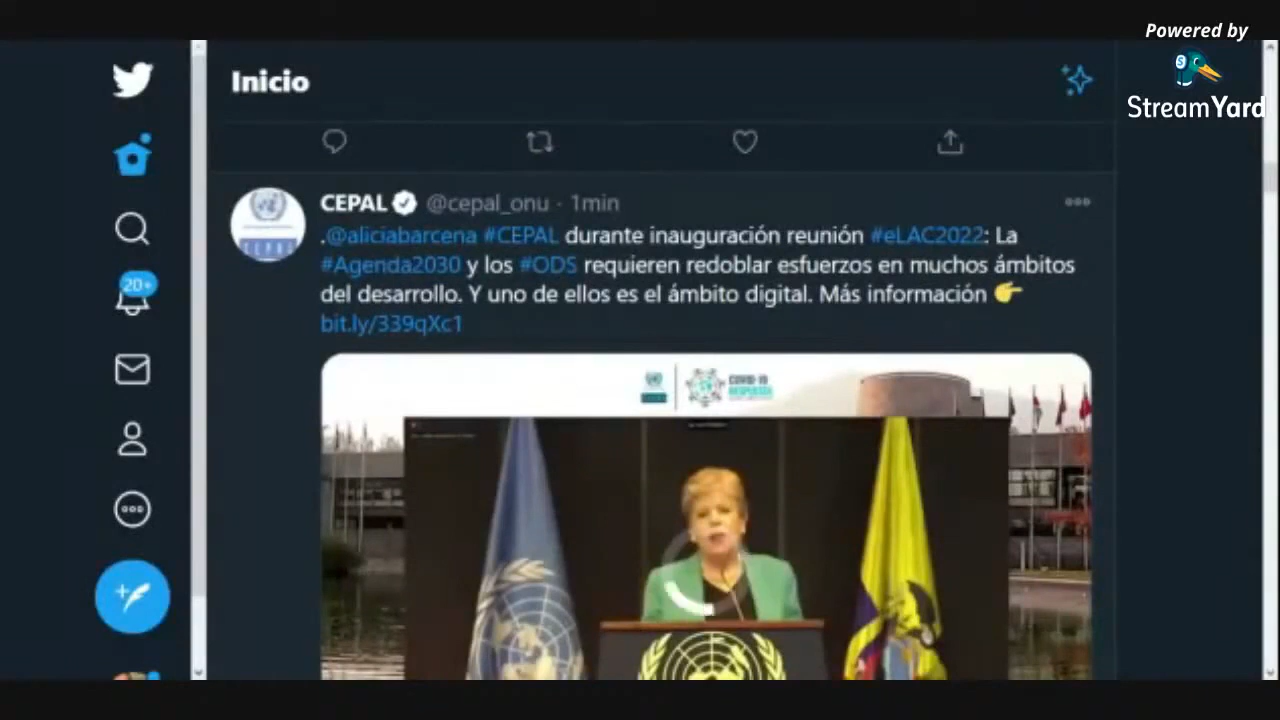 Powered by
StreamYard
Inicio
CEPAL @cepal_onu · 1min
.@aliciabarcena #CEPAL durante inauguración reunión #eLAC2022: La
#Agenda2030 y los #ODS requieren redoblar esfuerzos en muchos ámbitos
del desarrollo. Y uno de ellos es el ámbito digital. Más información 👉
bit.ly/339qXc1
20+
CEPAL
COVID-19
RESPUESTA